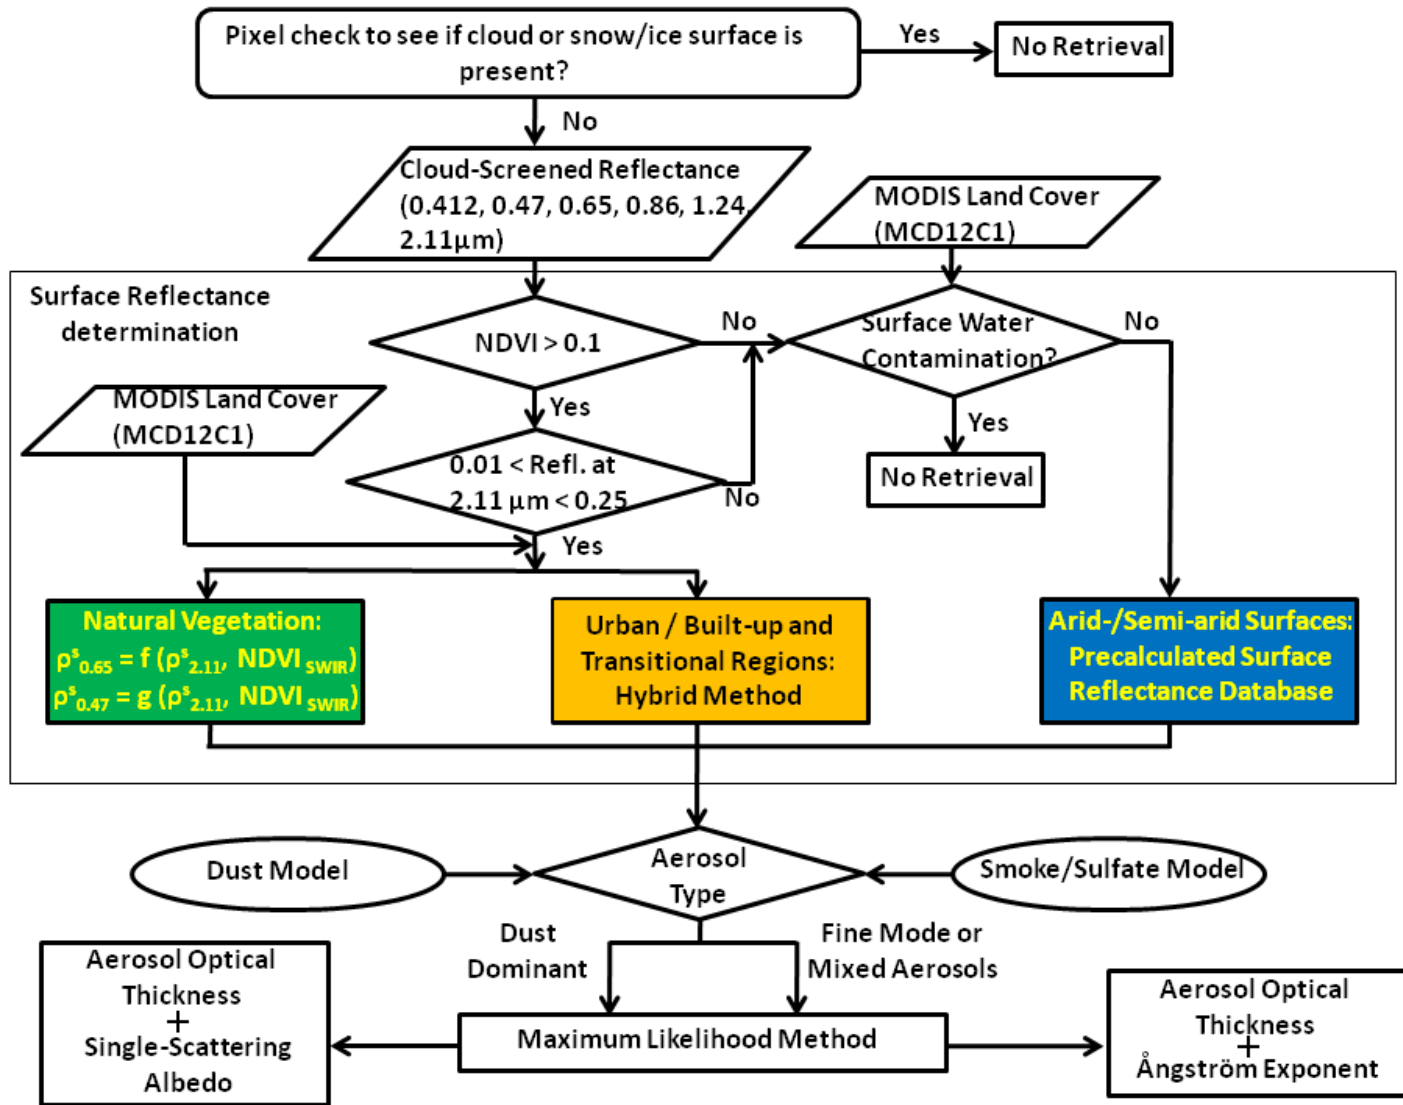 Pixel check to see if cloud or snow/ice surface is
present?
Yes
No Retrieval
No
Cloud-Screened Reflectance
(0.412, 0.47, 0.65, 0.86, 1.24,
2.11µm)
MODIS Land Cover
(MCD12C1)
Surface Reflectance
determination
NDVI > 0.1
No
Surface Water
Contamination?
No
Yes
MODIS Land Cover
(MCD12C1)
Yes
No Retrieval
0.01 < Refl. at
2.11 µm < 0.25
No
Yes
Natural Vegetation:
ρˢ₀.₆₅ = f (ρˢ₂.₁₁, NDVI SWIR)
ρˢ₀.₄₇ = g (ρˢ₂.₁₁, NDVI SWIR)
Urban / Built-up and
Transitional Regions:
Hybrid Method
Arid-/Semi-arid Surfaces:
Precalculated Surface
Reflectance Database
Dust Model
Aerosol
Type
Smoke/Sulfate Model
Dust
Dominant
Fine Mode or
Mixed Aerosols
Aerosol Optical
Thickness
+
Single-Scattering
Albedo
Maximum Likelihood Method
Aerosol Optical
Thickness
+
Ångström Exponent